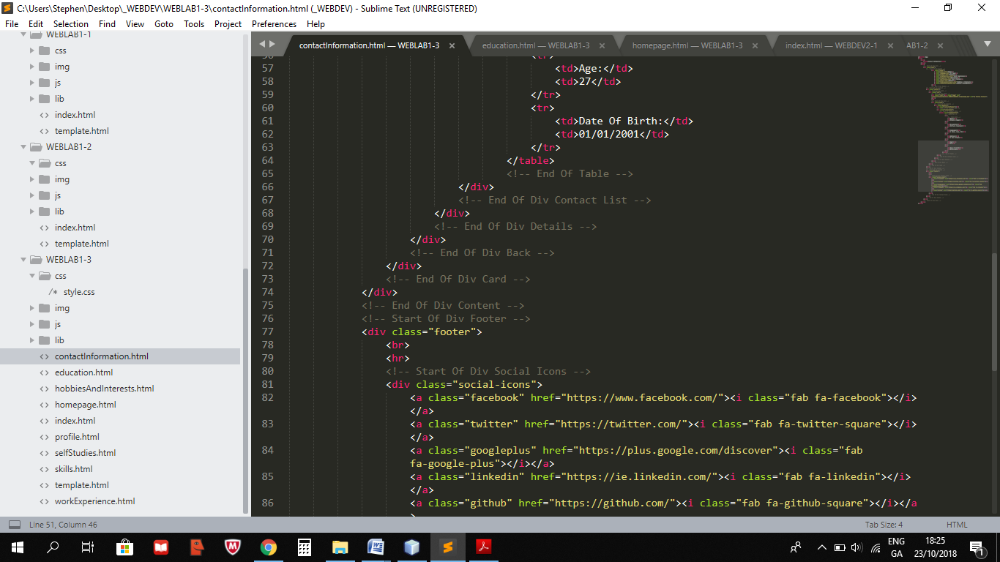 C:\Users\Stephen\Desktop\_WEBDEV\WEBLAB1-3\contactInformation.html (_WEBDEV) - Sublime Text (UNREGISTERED)
File Edit Selection Find View Goto Tools Project Preferences Help
WEBLAB1-1
css
img
js
lib
index.html
template.html
WEBLAB1-2
css
img
js
lib
index.html
template.html
WEBLAB1-3
css
/* style.css
img
js
lib
contactInformation.html
education.html
hobbiesAndInterests.html
homepage.html
index.html
profile.html
selfStudies.html
skills.html
template.html
workExperience.html
contactInformation.html — WEBLAB1-3 education.html — WEBLAB1-3 homepage.html — WEBLAB1-3 index.html — WEBDEV2-1 AB1-2
56 <tr>
57 <td>Age:</td>
58 <td>27</td>
59 </tr>
60 <tr>
61 <td>Date Of Birth:</td>
62 <td>01/01/2001</td>
63 </tr>
64 </table>
65 <!-- End Of Table -->
66 </div>
67 <!-- End Of Div Contact List -->
68 </div>
69 <!-- End Of Div Details -->
70 </div>
71 <!-- End Of Div Back -->
72 </div>
73 <!-- End Of Div Card -->
74 </div>
75 <!-- End Of Div Content -->
76 <!-- Start Of Div Footer -->
77 <div class="footer">
78 <br>
79 <hr>
80 <!-- Start Of Div Social Icons -->
81 <div class="social-icons">
82 <a class="facebook" href="https://www.facebook.com/"><i class="fab fa-facebook"></i>
</a>
83 <a class="twitter" href="https://twitter.com/"><i class="fab fa-twitter-square"></i>
</a>
84 <a class="googleplus" href="https://plus.google.com/discover"><i class="fab
fa-google-plus"></i></a>
85 <a class="linkedin" href="https://ie.linkedin.com/"><i class="fab fa-linkedin"></i>
</a>
86 <a class="github" href="https://github.com/"><i class="fab fa-github-square"></i></a
>
Line 51, Column 46 Tab Size: 4 HTML
ENG 18:25
GA 23/10/2018
1